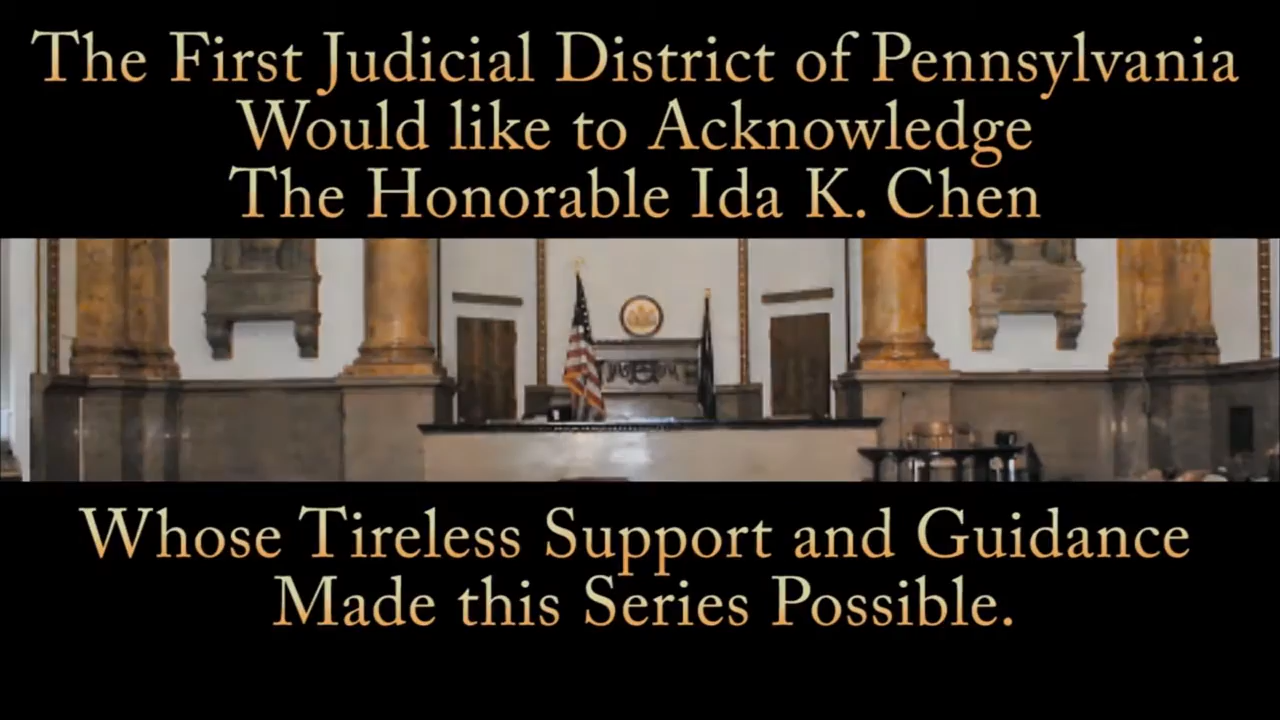 The First Judicial District of Pennsylvania
Would like to Acknowledge
The Honorable Ida K. Chen
Whose Tireless Support and Guidance
Made this Series Possible.